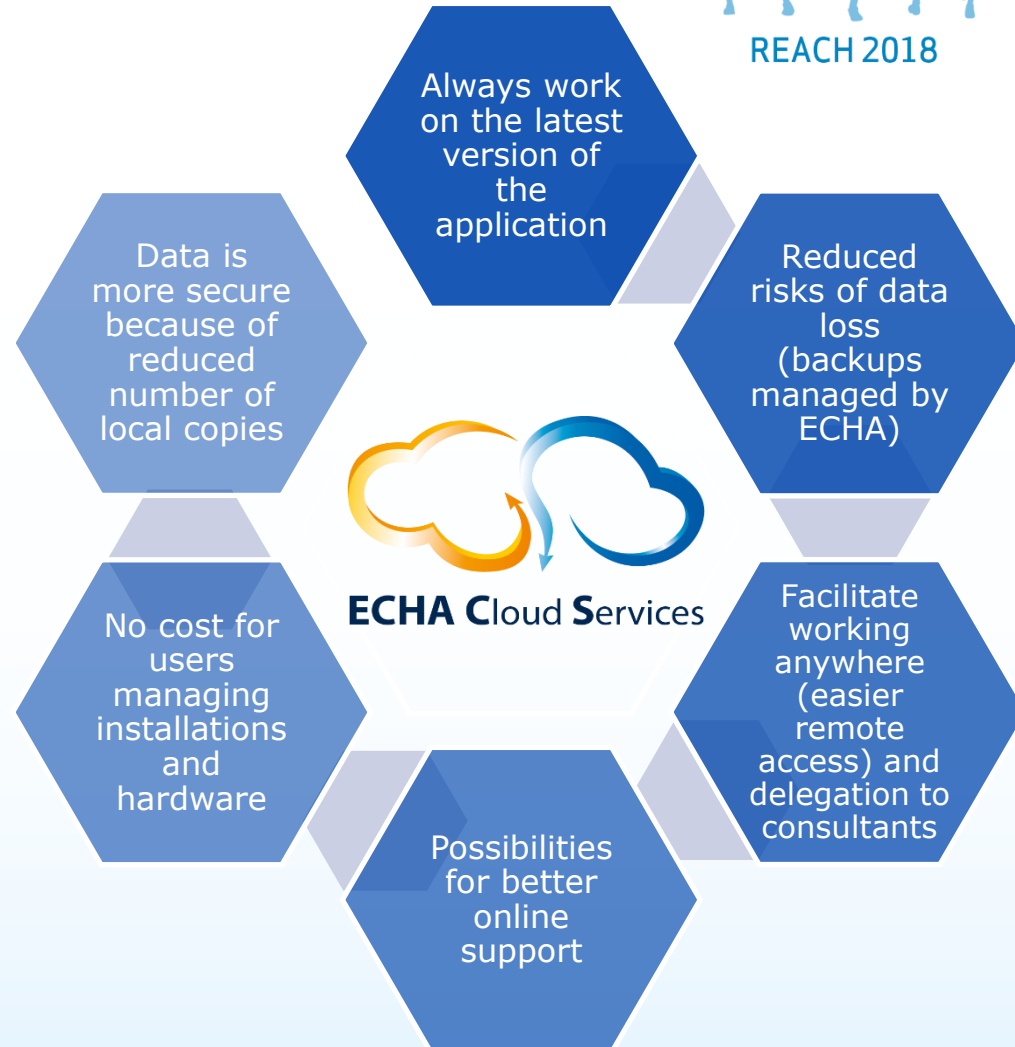 REACH 2018
Always work
on the latest
version of
the
application
Reduced
risks of data
loss
(backups
managed by
ECHA)
Facilitate
working
anywhere
(easier
remote
access) and
delegation to
consultants
Possibilities
for better
online
support
No cost for
users
managing
installations
and
hardware
Data is
more secure
because of
reduced
number of
local copies
ECHA Cloud Services